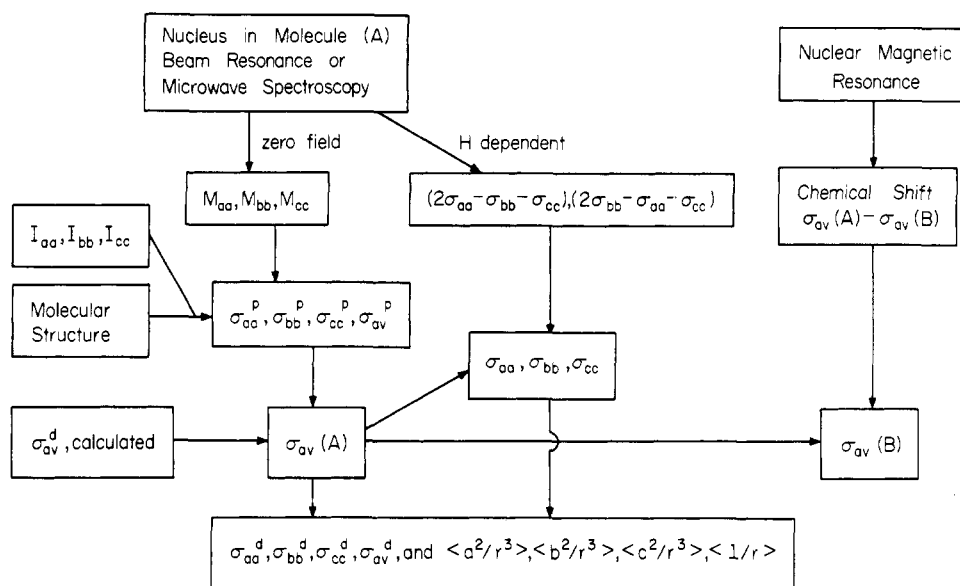 Nucleus in Molecule (A)
Beam Resonance or
Microwave Spectroscopy
Nuclear Magnetic
Resonance
zero field
H dependent
M_aa, M_bb, M_cc
(2σ_aa-σ_bb-σ_cc),(2σ_bb-σ_aa-σ_cc)
Chemical Shift
σ_av(A)-σ_av(B)
I_aa, I_bb, I_cc
Molecular
Structure
σ_aa^p, σ_bb^p, σ_cc^p, σ_av^p
σ_aa, σ_bb, σ_cc
σ_av^d, calculated
σ_av (A)
σ_av (B)
σ_aa^d, σ_bb^d, σ_cc^d, σ_av^d, and <a²/r³>,<b²/r³>,<c²/r³>,<1/r>